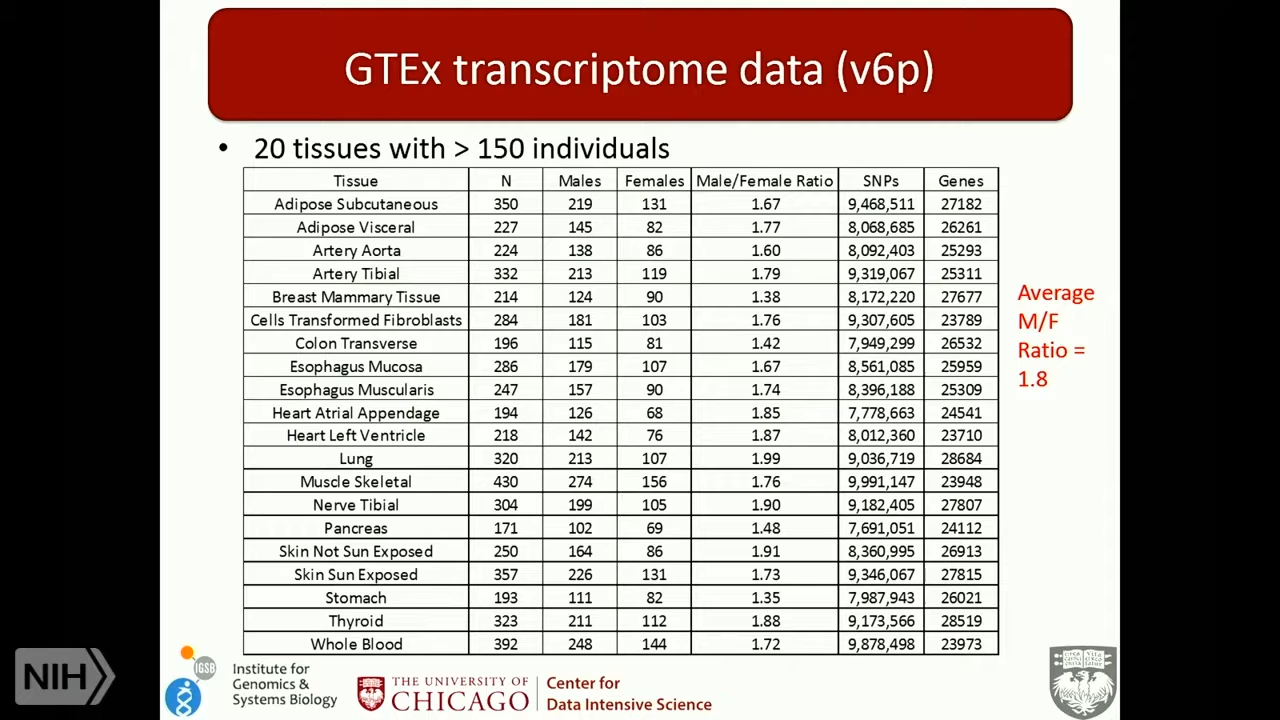 GTEx transcriptome data (v6p)
• 20 tissues with > 150 individuals
Tissue N Males Females Male/Female Ratio SNPs Genes
Adipose Subcutaneous 350 219 131 1.67 9,468,511 27182
Adipose Visceral 227 145 82 1.77 8,068,685 26261
Artery Aorta 224 138 86 1.60 8,092,403 25293
Artery Tibial 332 213 119 1.79 9,319,067 25311
Breast Mammary Tissue 214 124 90 1.38 8,172,220 27677
Cells Transformed Fibroblasts 284 181 103 1.76 9,307,605 23789
Colon Transverse 196 115 81 1.42 7,949,299 26532
Esophagus Mucosa 286 179 107 1.67 8,561,085 25959
Esophagus Muscularis 247 157 90 1.74 8,396,188 25309
Heart Atrial Appendage 194 126 68 1.85 7,778,663 24541
Heart Left Ventricle 218 142 76 1.87 8,012,360 23710
Lung 320 213 107 1.99 9,036,719 28684
Muscle Skeletal 430 274 156 1.76 9,991,147 23948
Nerve Tibial 304 199 105 1.90 9,182,405 27807
Pancreas 171 102 69 1.48 7,691,051 24112
Skin Not Sun Exposed 250 164 86 1.91 8,360,995 26913
Skin Sun Exposed 357 226 131 1.73 9,346,067 27815
Stomach 193 111 82 1.35 7,987,943 26021
Thyroid 323 211 112 1.88 9,173,566 28519
Whole Blood 392 248 144 1.72 9,878,498 23973
Average
M/F
Ratio =
1.8
NIH
IGSB
Institute for
Genomics &
Systems Biology
THE UNIVERSITY OF
CHICAGO
Center for
Data Intensive Science